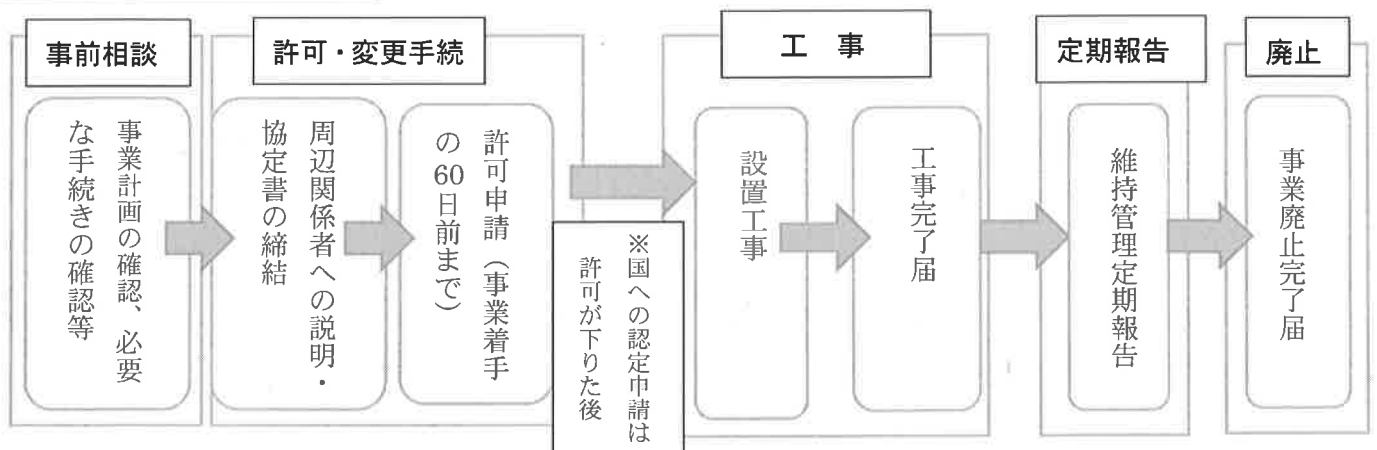 事前相談
事業計画の確認、必要
な手続きの確認等
許可・変更手続
周辺関係者への説明・
協定書の締結
許可申請（事業着手
の60日前まで）
※国への認定申請は
許可が下りた後
工　事
設置工事
工事完了届
定期報告
維持管理定期報告
廃止
事業廃止完了届